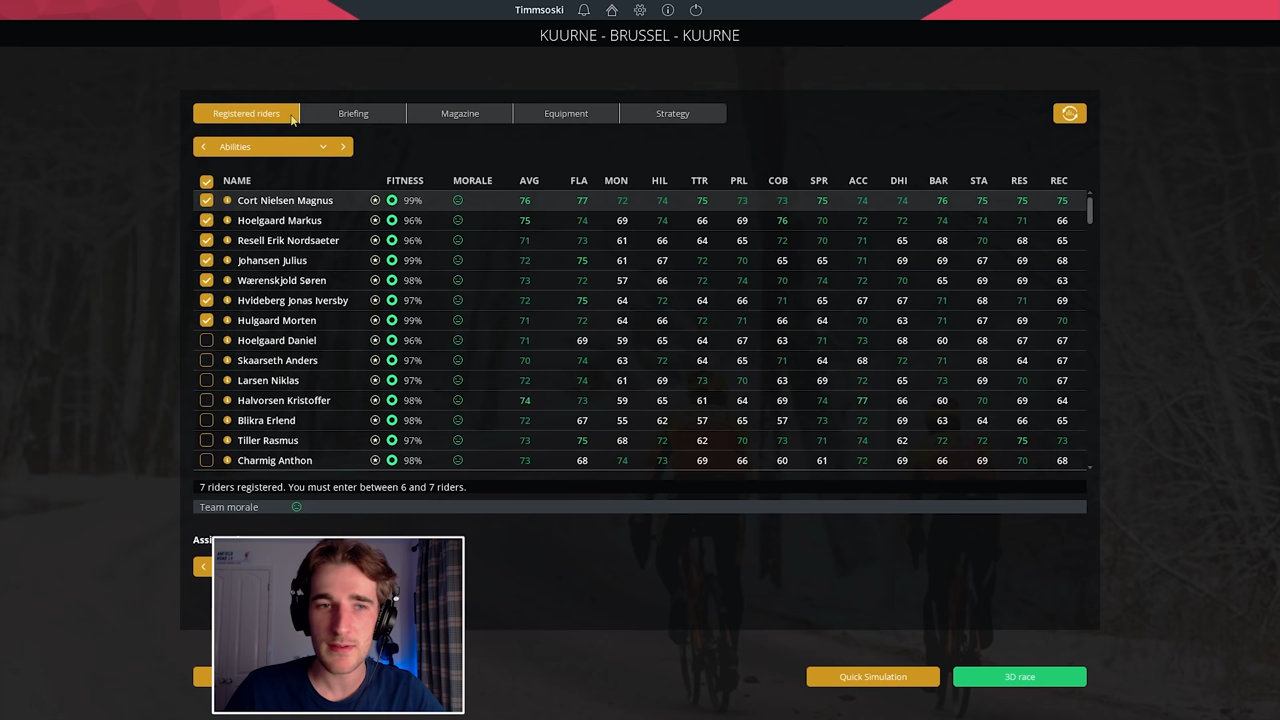 Timmsoski
KUURNE - BRUSSEL - KUURNE
Registered riders Briefing Magazine Equipment Strategy
Abilities
NAME FITNESS MORALE AVG FLA MON HIL TTR PRL COB SPR ACC DHI BAR STA RES REC
Cort Nielsen Magnus 99% 76 77 72 74 75 73 73 75 74 74 76 75 75 75
Hoelgaard Markus 96% 75 74 69 74 66 69 76 70 72 72 74 74 71 66
Resell Erik Nordsaeter 96% 71 73 61 66 64 65 72 70 71 65 68 70 68 65
Johansen Julius 99% 72 75 61 67 72 70 65 65 71 69 69 67 69 68
Wærenskjold Søren 98% 73 72 57 66 72 74 70 74 72 70 65 69 69 63
Hvideberg Jonas Iversby 97% 72 75 64 72 64 66 71 65 67 67 71 68 71 69
Hulgaard Morten 99% 71 72 64 66 72 71 66 64 70 63 71 67 69 70
Hoelgaard Daniel 96% 71 69 59 65 64 67 63 71 73 68 60 68 67 67
Skaarseth Anders 97% 70 74 63 72 64 65 71 64 68 72 71 68 64 67
Larsen Niklas 97% 72 74 61 69 73 70 63 69 72 65 73 69 70 67
Halvorsen Kristoffer 98% 74 73 59 65 61 64 69 74 77 66 60 70 69 64
Blikra Erlend 98% 72 67 55 62 57 65 57 73 72 69 63 64 66 65
Tiller Rasmus 97% 73 75 68 72 62 70 73 71 74 62 72 72 75 73
Charmig Anthon 98% 73 68 74 73 69 66 60 61 72 69 66 69 70 68
7 riders registered. You must enter between 6 and 7 riders.
Team morale
Quick Simulation 3D race